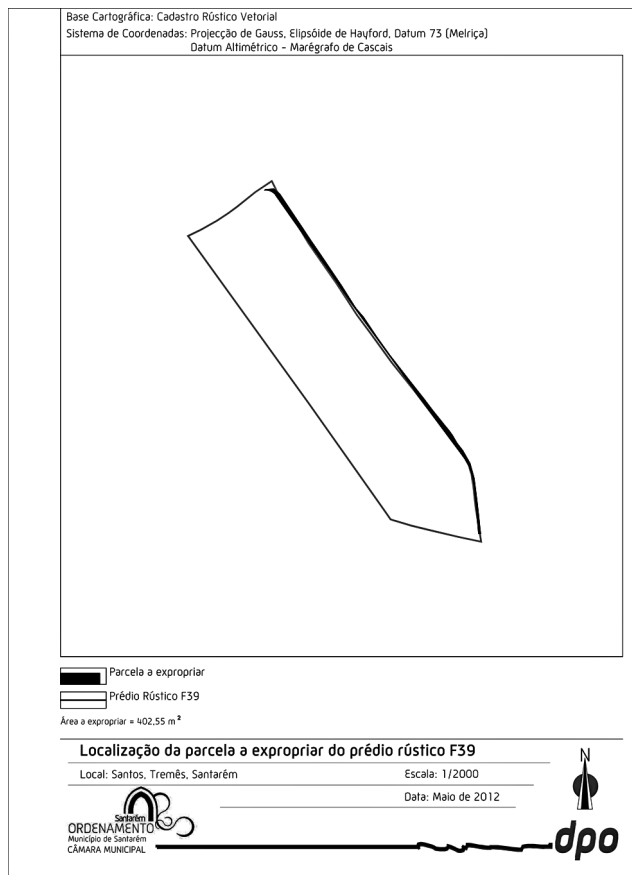 Base Cartográfica: Cadastro Rústico Vetorial
Sistema de Coordenadas: Projecção de Gauss, Elipsóide de Hayford, Datum 73 (Melriça)
Datum Altimétrico - Marégrafo de Cascais
Parcela a expropriar
Prédio Rústico F39
Área a expropriar = 402,55 m²
Localização da parcela a expropriar do prédio rústico F39
Local: Santos, Tremês, Santarém
Escala: 1/2000
Data: Maio de 2012
N
Santarém
ORDENAMENTO
Município de Santarém
CÂMARA MUNICIPAL
dpo